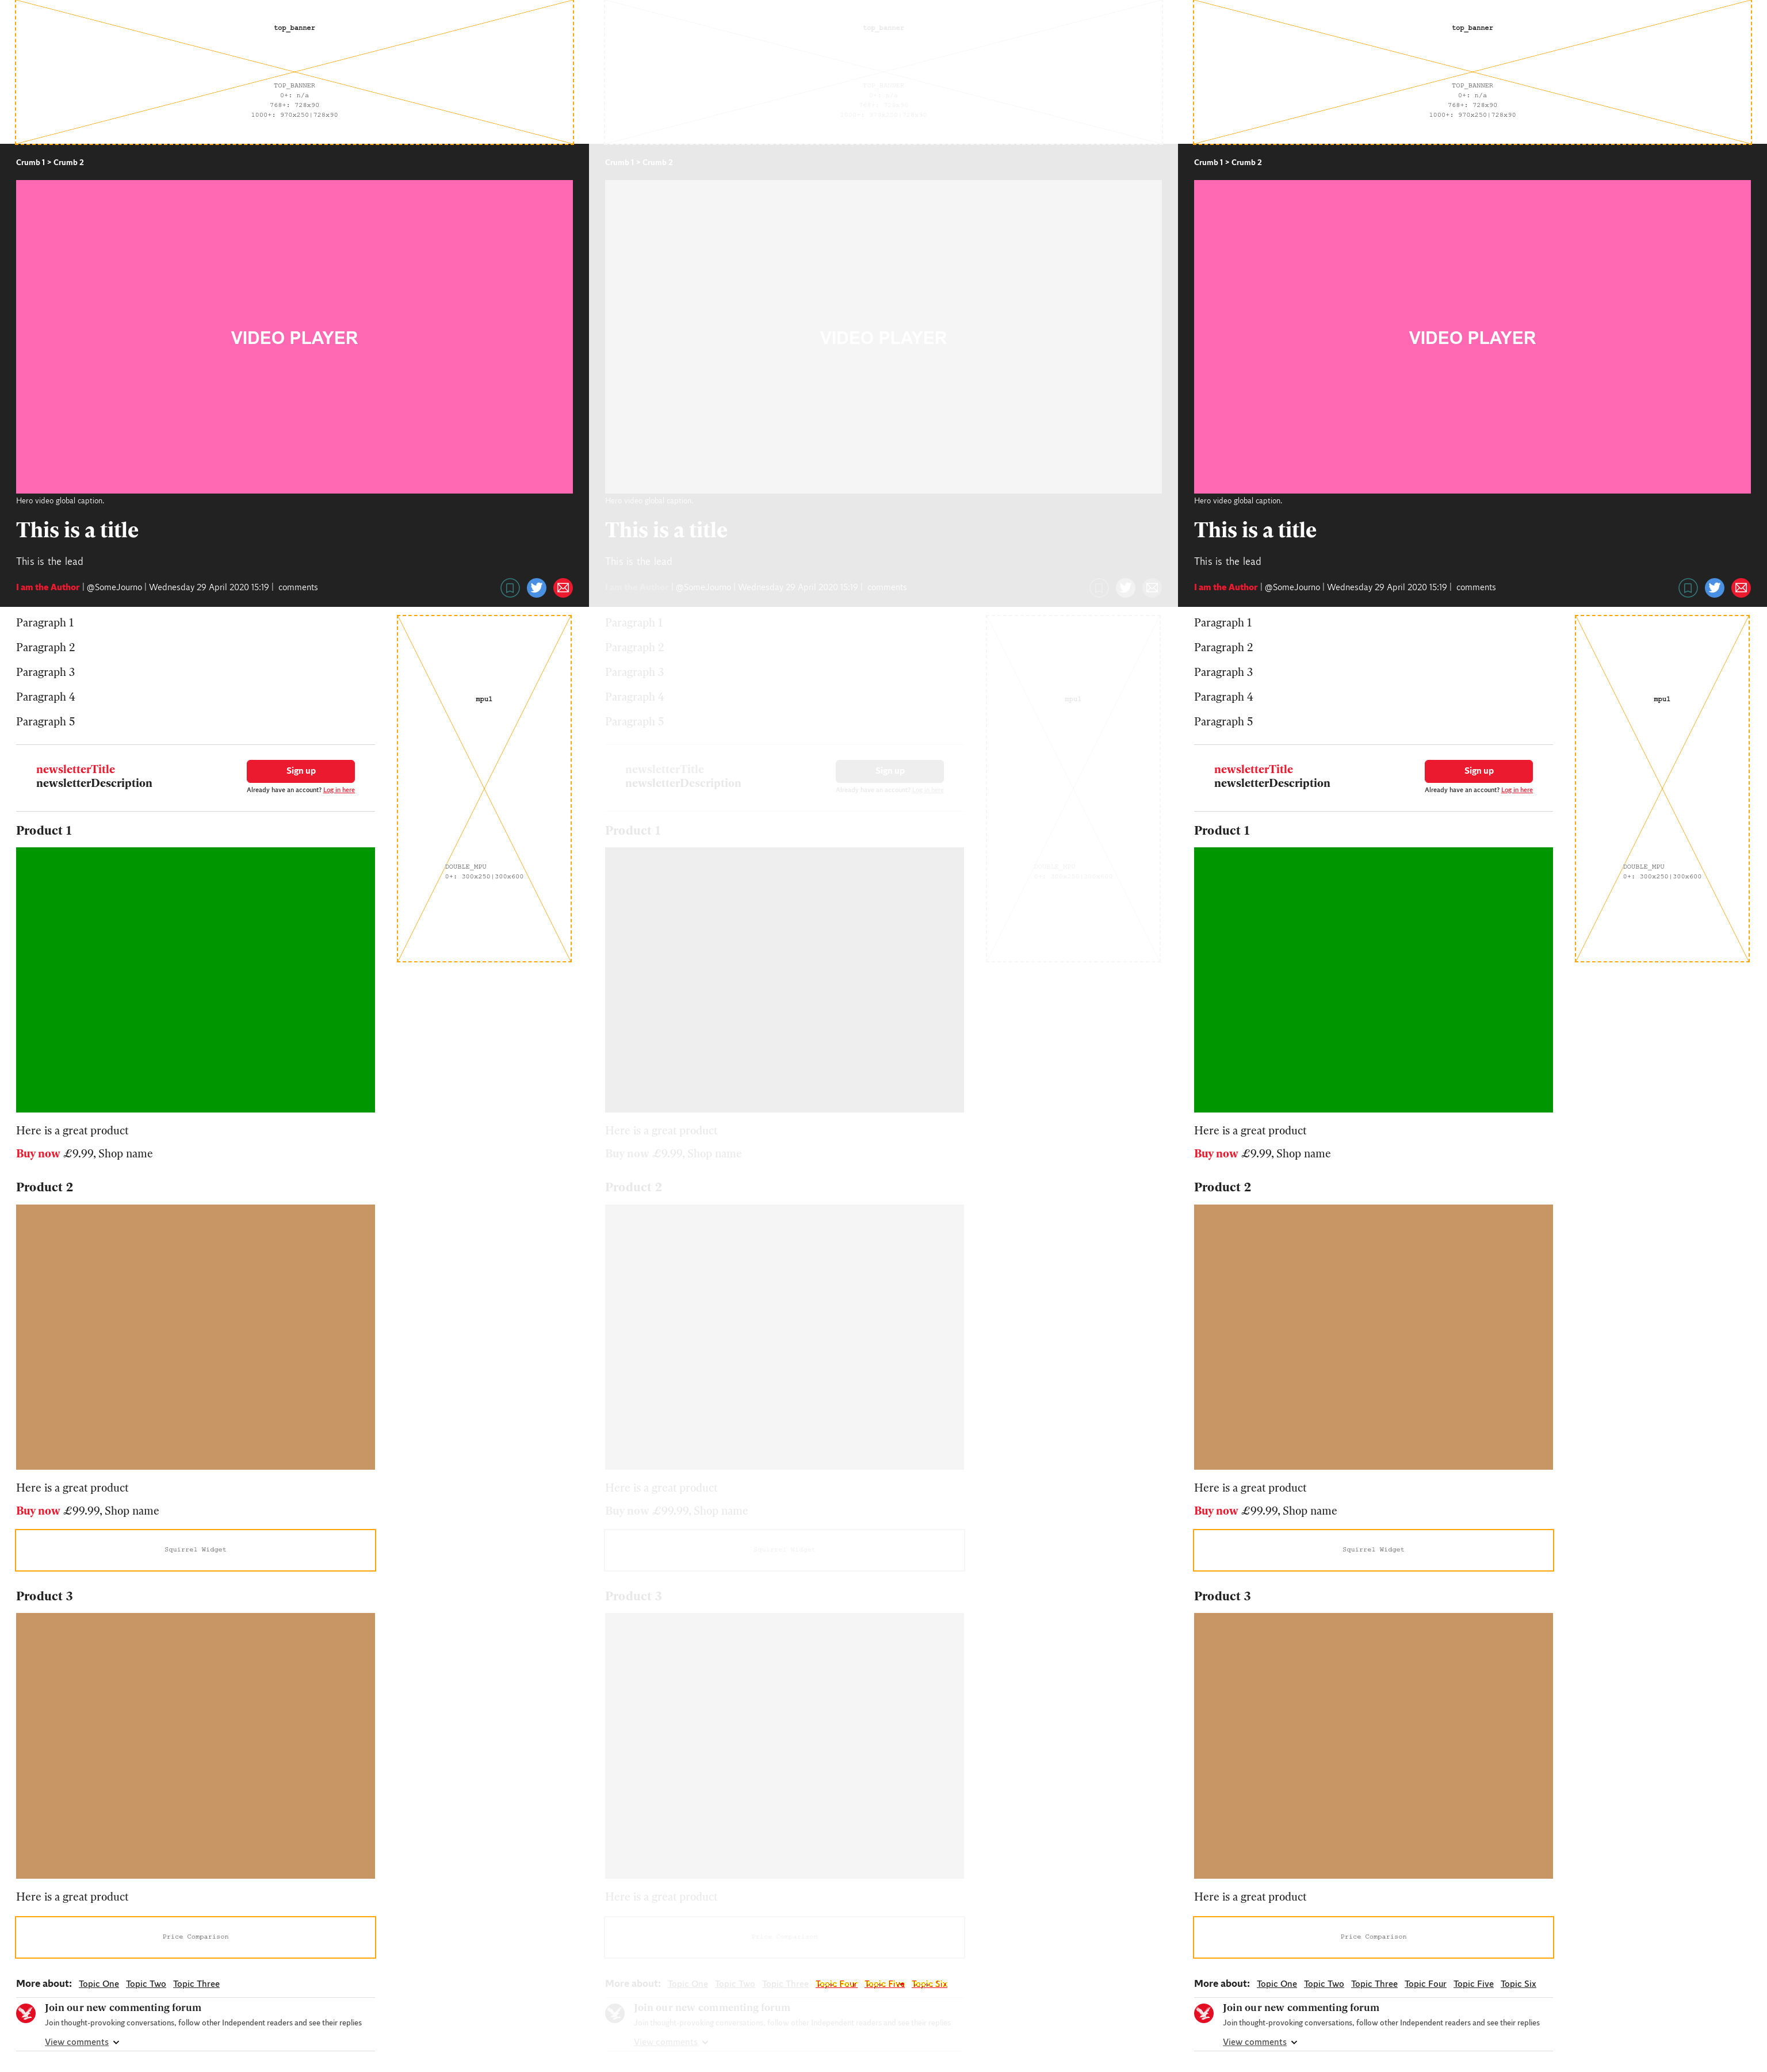 top_banner
TOP_BANNER
0+: n/a
768+: 728x90
1000+: 970x250|728x90
Crumb 1 > Crumb 2
VIDEO PLAYER
Hero video global caption.
This is a title
This is the lead
I am the Author | @SomeJourno | Wednesday 29 April 2020 15:19 | comments
Paragraph 1
Paragraph 2
Paragraph 3
Paragraph 4
Paragraph 5
newsletterTitle
newsletterDescription
Sign up
Already have an account? Log in here
mpu1
DOUBLE_MPU
0+: 300x250|300x600
Product 1
Here is a great product
Buy now £9.99, Shop name
Product 2
Here is a great product
Buy now £99.99, Shop name
Squirrel Widget
Product 3
Here is a great product
Price Comparison
More about: Topic One Topic Two Topic Three
Join our new commenting forum
Join thought-provoking conversations, follow other Independent readers and see their replies
View comments
top_banner
Crumb 1 > Crumb 2
VIDEO PLAYER
Hero video global caption.
This is a title
This is the lead
I am the Author | @SomeJourno | Wednesday 29 April 2020 15:19 | comments
Paragraph 1
Paragraph 2
Paragraph 3
Paragraph 4
Paragraph 5
newsletterTitle
newsletterDescription
Sign up
Already have an account? Log in here
mpu1
Product 1
Here is a great product
Buy now £9.99, Shop name
Product 2
Here is a great product
Buy now £99.99, Shop name
Product 3
Here is a great product
More about: Topic One Topic Two Topic Three Topic Four Topic Five Topic Six
Join our new commenting forum
Join thought-provoking conversations, follow other Independent readers and see their replies
View comments
top_banner
TOP_BANNER
0+: n/a
768+: 728x90
1000+: 970x250|728x90
Crumb 1 > Crumb 2
VIDEO PLAYER
Hero video global caption.
This is a title
This is the lead
I am the Author | @SomeJourno | Wednesday 29 April 2020 15:19 | comments
Paragraph 1
Paragraph 2
Paragraph 3
Paragraph 4
Paragraph 5
newsletterTitle
newsletterDescription
Sign up
Already have an account? Log in here
mpu1
DOUBLE_MPU
0+: 300x250|300x600
Product 1
Here is a great product
Buy now £9.99, Shop name
Product 2
Here is a great product
Buy now £99.99, Shop name
Squirrel Widget
Product 3
Here is a great product
Price Comparison
More about: Topic One Topic Two Topic Three Topic Four Topic Five Topic Six
Join our new commenting forum
Join thought-provoking conversations, follow other Independent readers and see their replies
View comments